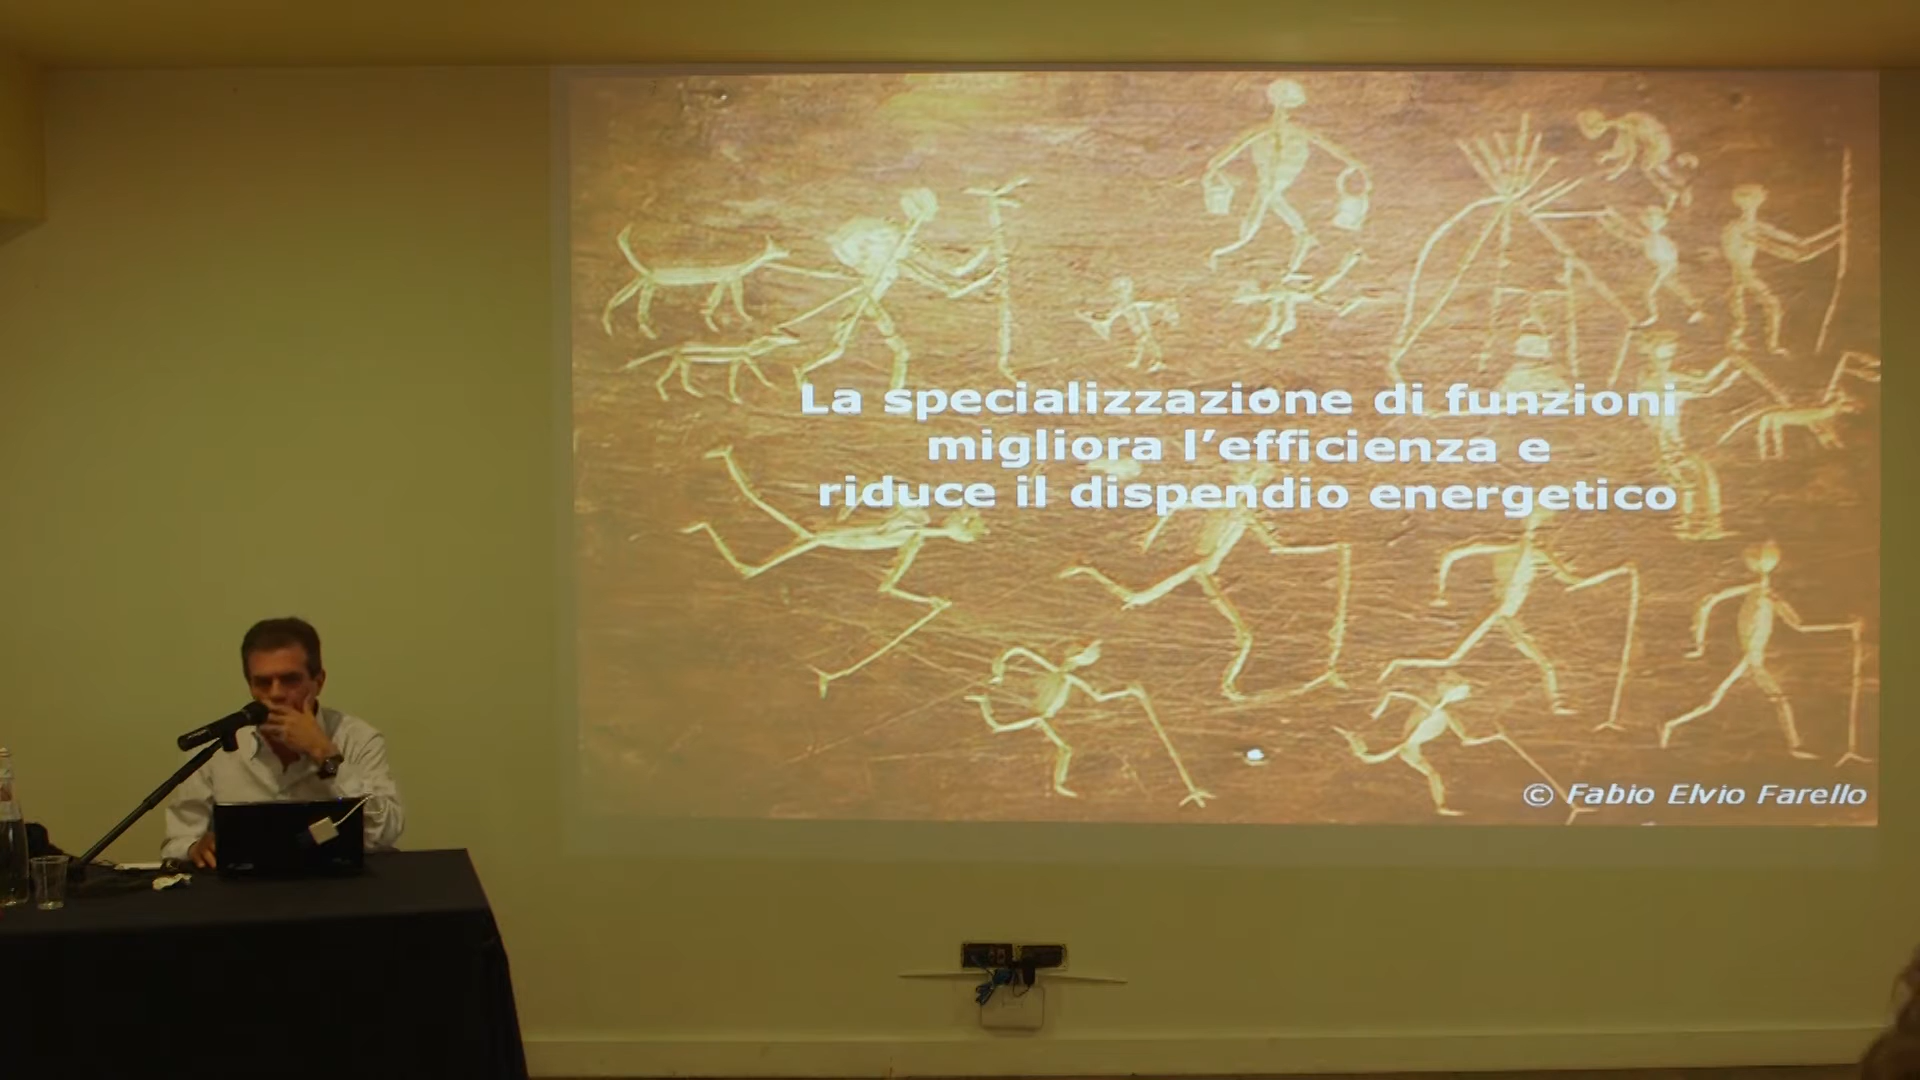 La specializzazione di funzioni
migliora l’efficienza e
riduce il dispendio energetico
© Fabio Elvio Farello